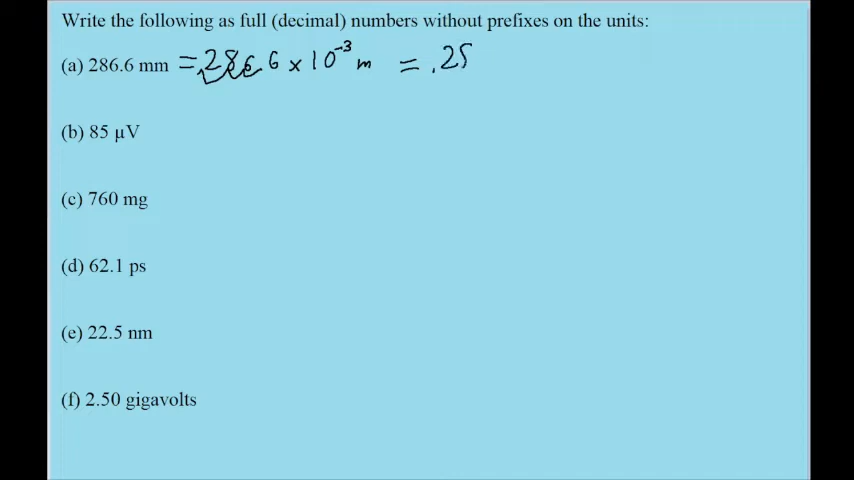 Write the following as full (decimal) numbers without prefixes on the units:
(a) 286.6 mm = 286.6 × 10⁻³ m = .28
(b) 85 µV
(c) 760 mg
(d) 62.1 ps
(e) 22.5 nm
(f) 2.50 gigavolts